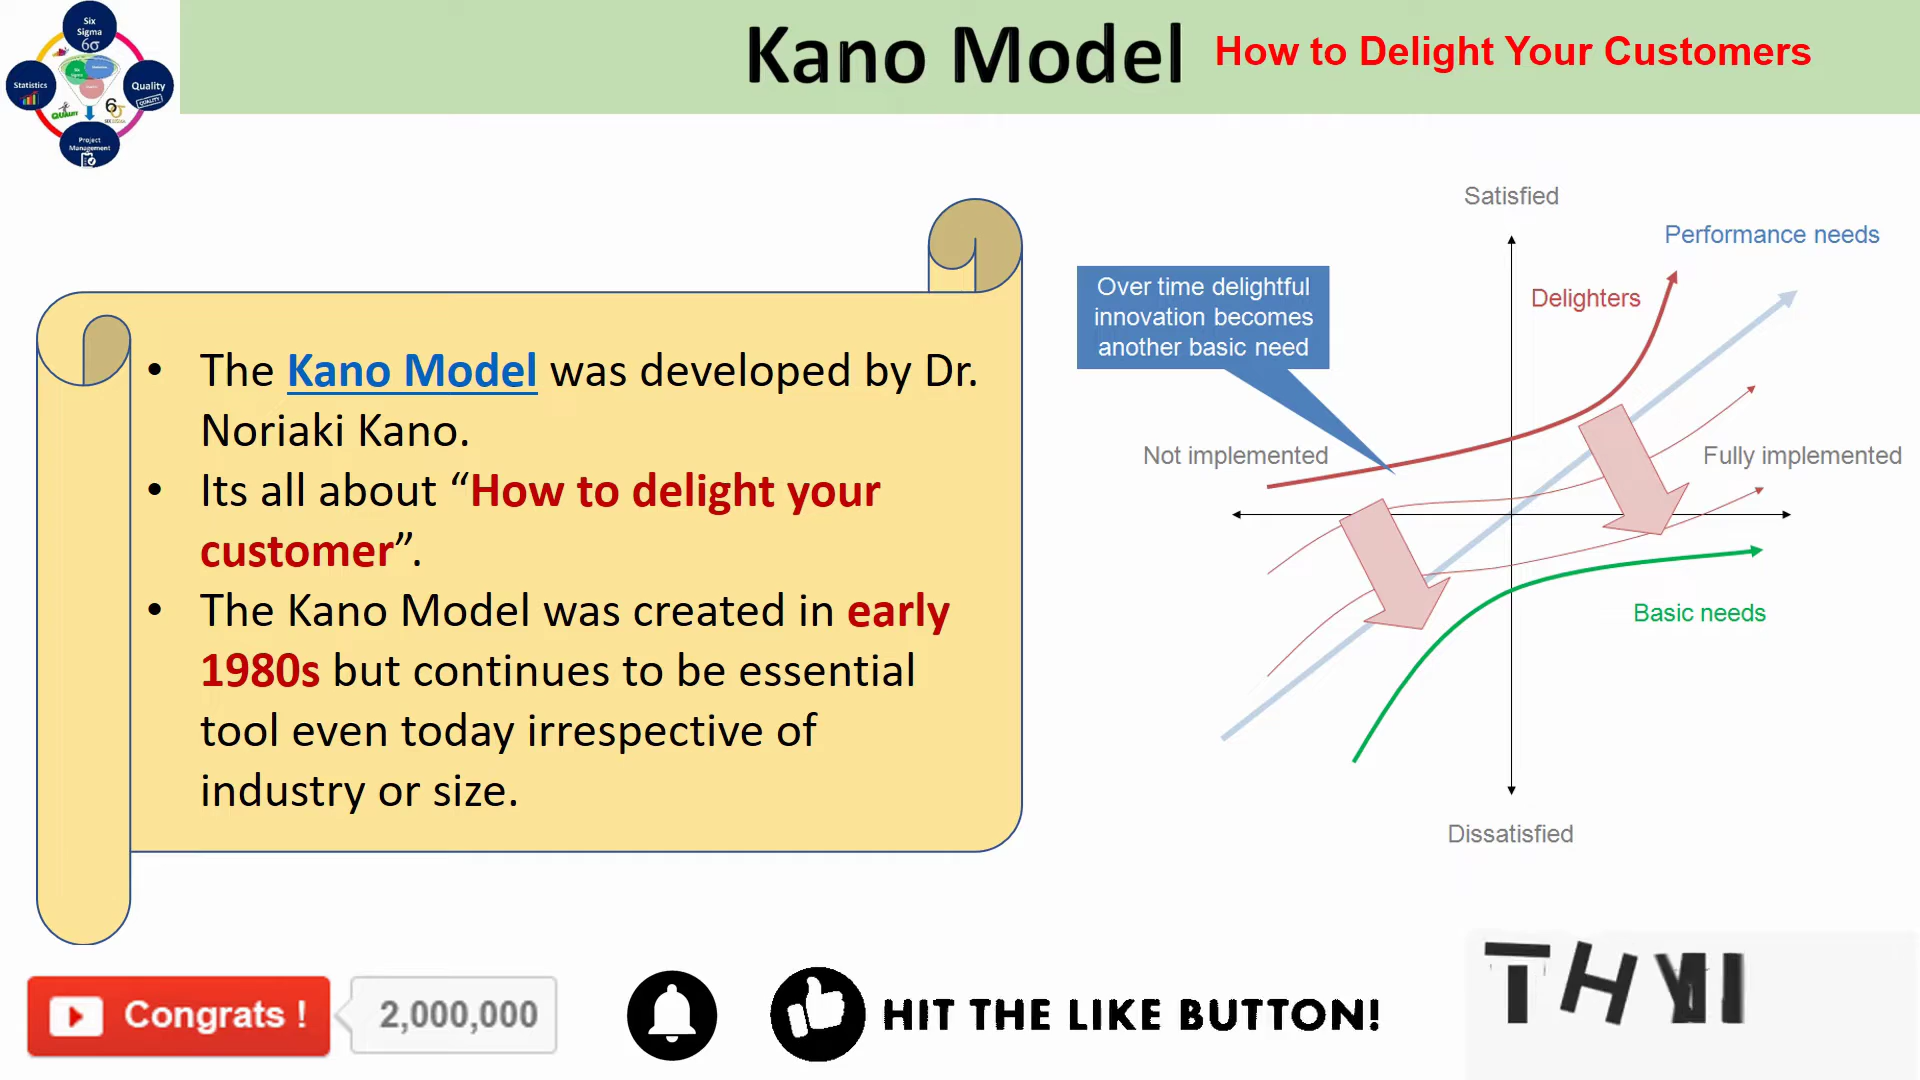 Six
Sigma
6σ
Statistics
Quality
QUALITY
QUALITY
6σ
Project
Management
Kano Model
How to Delight Your Customers
• The Kano Model was developed by Dr.
Noriaki Kano.
• Its all about “How to delight your
customer”.
• The Kano Model was created in early
1980s but continues to be essential
tool even today irrespective of
industry or size.
Satisfied
Performance needs
Over time delightful
innovation becomes
another basic need
Delighters
Not implemented
Fully implemented
Basic needs
Dissatisfied
Congrats !
2,000,000
HIT THE LIKE BUTTON!